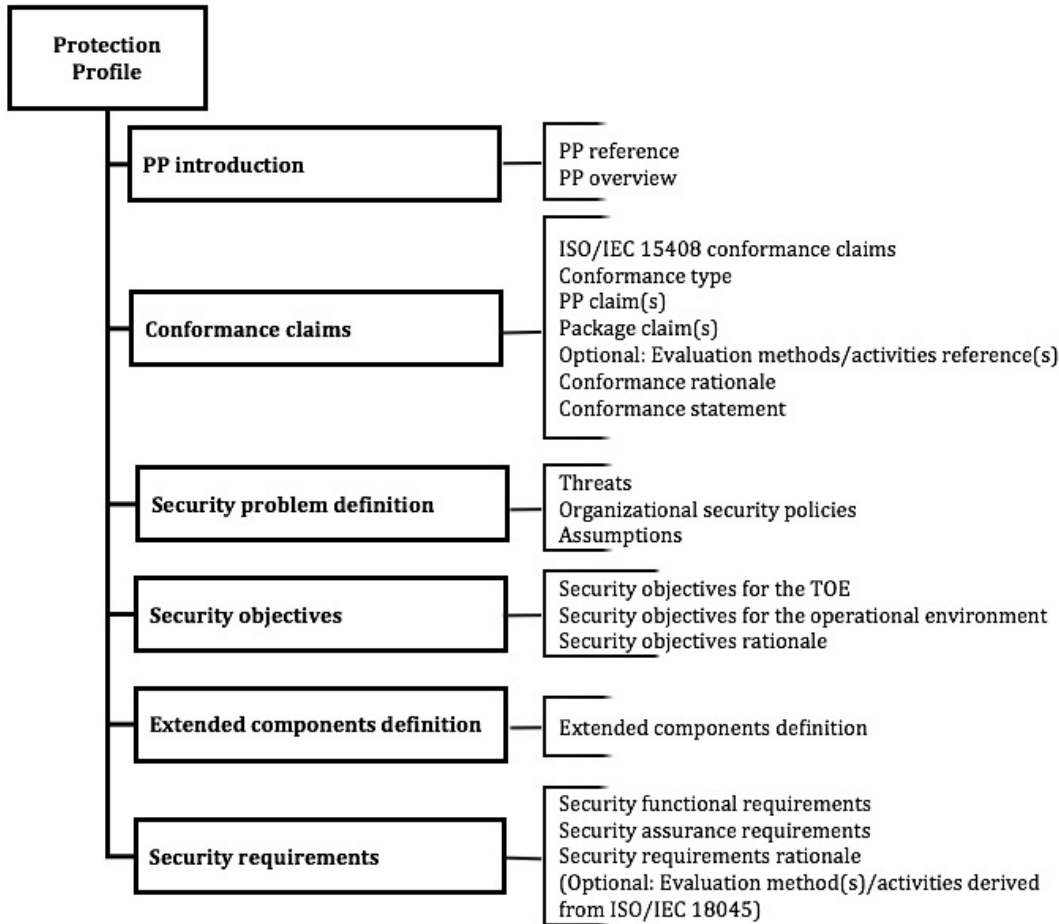 Protection
Profile
PP introduction
PP reference
PP overview
Conformance claims
ISO/IEC 15408 conformance claims
Conformance type
PP claim(s)
Package claim(s)
Optional: Evaluation methods/activities reference(s)
Conformance rationale
Conformance statement
Security problem definition
Threats
Organizational security policies
Assumptions
Security objectives
Security objectives for the TOE
Security objectives for the operational environment
Security objectives rationale
Extended components definition
Extended components definition
Security requirements
Security functional requirements
Security assurance requirements
Security requirements rationale
(Optional: Evaluation method(s)/activities derived
from ISO/IEC 18045)